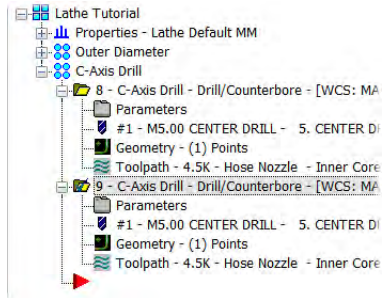 Lathe Tutorial
Properties - Lathe Default MM
Outer Diameter
C-Axis Drill
8 - C-Axis Drill - Drill/Counterbore - [WCS: MA
Parameters
#1 - M5.00 CENTER DRILL - 5. CENTER D
Geometry - (1) Points
Toolpath - 4.5K - Hose Nozzle - Inner Core
9 - C-Axis Drill - Drill/Counterbore - [WCS: MA
Parameters
#1 - M5.00 CENTER DRILL - 5. CENTER D
Geometry - (1) Points
Toolpath - 4.5K - Hose Nozzle - Inner Core